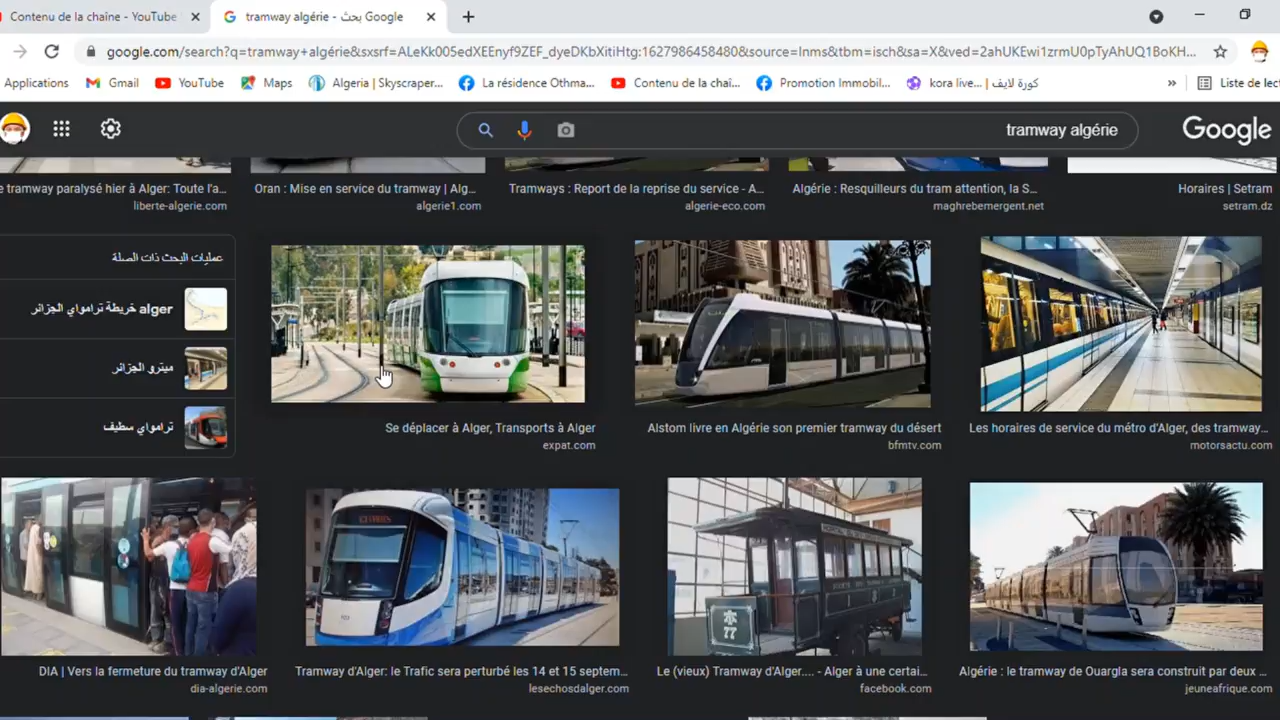 Contenu de la chaîne - YouTube
tramway algérie - بحث Google
google.com/search?q=tramway+algérie&sxsrf=ALeKk005edXEEnyf9ZEF_dyeDKbXitiHtg:1627986458480&source=lnms&tbm=isch&sa=X&ved=2ahUKEwi1zrmU0pTyAhUQ1BoKH...
Applications
Gmail
YouTube
Maps
Algeria | Skyscraper...
La résidence Othma...
Contenu de la chaî...
Promotion Immobil...
kora live... | كورة لايف
»
Liste de lec
tramway algérie
Google
e tramway paralysé hier à Alger: Toute l'a...
liberte-algerie.com
Oran : Mise en service du tramway | Alg...
algerie1.com
Tramways : Report de la reprise du service - A...
algerie-eco.com
Algérie : Resquilleurs du tram attention, la S...
maghrebemergent.net
Horaires | Setram
setram.dz
عمليات البحث ذات الصلة
alger خريطة ترامواي الجزائر
ميترو الجزائر
ترامواي سطيف
Se déplacer à Alger, Transports à Alger
expat.com
Alstom livre en Algérie son premier tramway du désert
bfmtv.com
Les horaires de service du métro d'Alger, des tramway...
motorsactu.com
77
DIA | Vers la fermeture du tramway d'Alger
dia-algerie.com
Tramway d'Alger: le Trafic sera perturbé les 14 et 15 septem...
lesechosdalger.com
Le (vieux) Tramway d'Alger.... - Alger à une certai...
facebook.com
Algérie : le tramway de Ouargla sera construit par deux ...
jeuneafrique.com